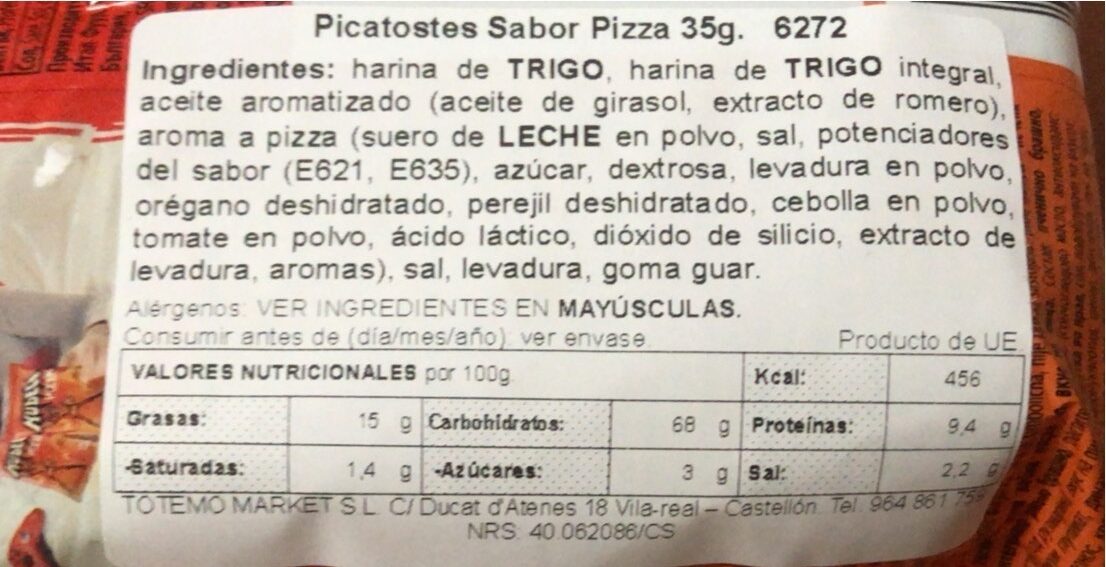 Picatostes Sabor Pizza 35g. 6272
Ingredientes: harina de TRIGO, harina de TRIGO integral,
aceite aromatizado (aceite de girasol, extracto de romero),
aroma a pizza (suero de LECHE en polvo, sal, potenciadores
del sabor (E621, E635), azúcar, dextrosa, levadura en polvo,
orégano deshidratado, perejil deshidratado, cebolla en polvo,
tomate en polvo, ácido láctico, dióxido de silicio, extracto de
levadura, aromas), sal, levadura, goma guar.
Alérgenos: VER INGREDIENTES EN MAYÚSCULAS.
Consumir antes de (día/mes/año): ver envase.
Producto de UE
VALORES NUTRICIONALES por 100g. Kcal: 456
Grasas: 15 g Carbohidratos: 68 g Proteínas: 9,4 g
-Saturadas: 1,4 g -Azúcares: 3 g Sal: 2,2 g
TOTEMO MARKET S.L. C/ Ducat d'Atenes 18 Vila-real – Castellón. Tel. 964 861 759
NRS: 40.062086/CS